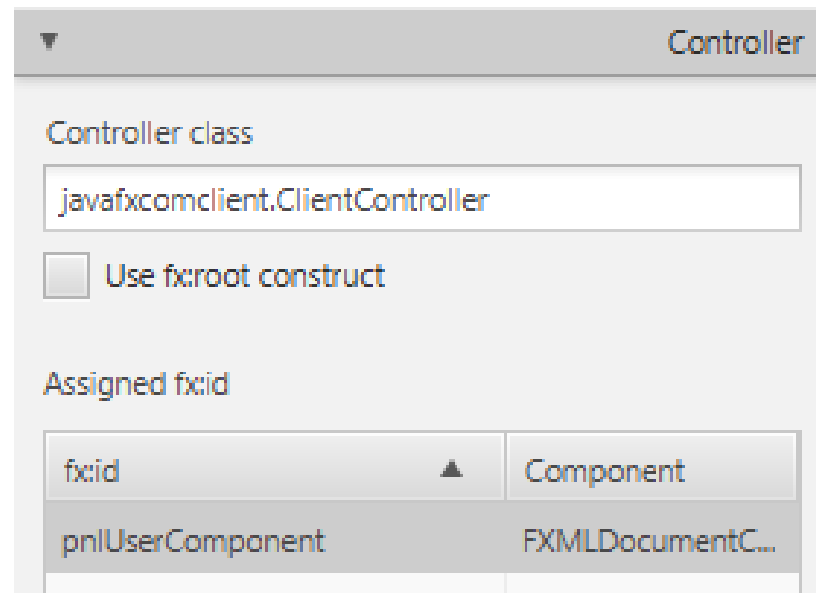 Controller
Controller class
javafxcomclient.ClientController
Use fx:root construct
Assigned fx:id
fx:id Component
pnlUserComponent FXMLDocumentC...